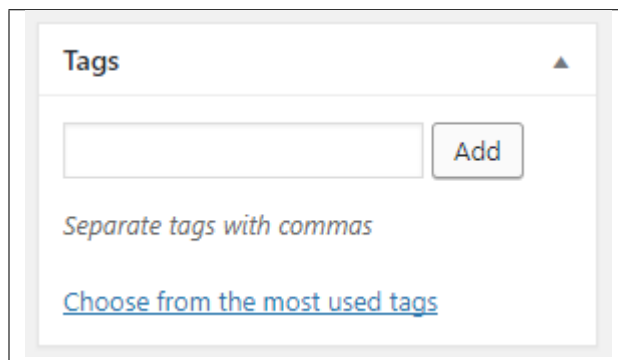 Tags
Add
Separate tags with commas
Choose from the most used tags